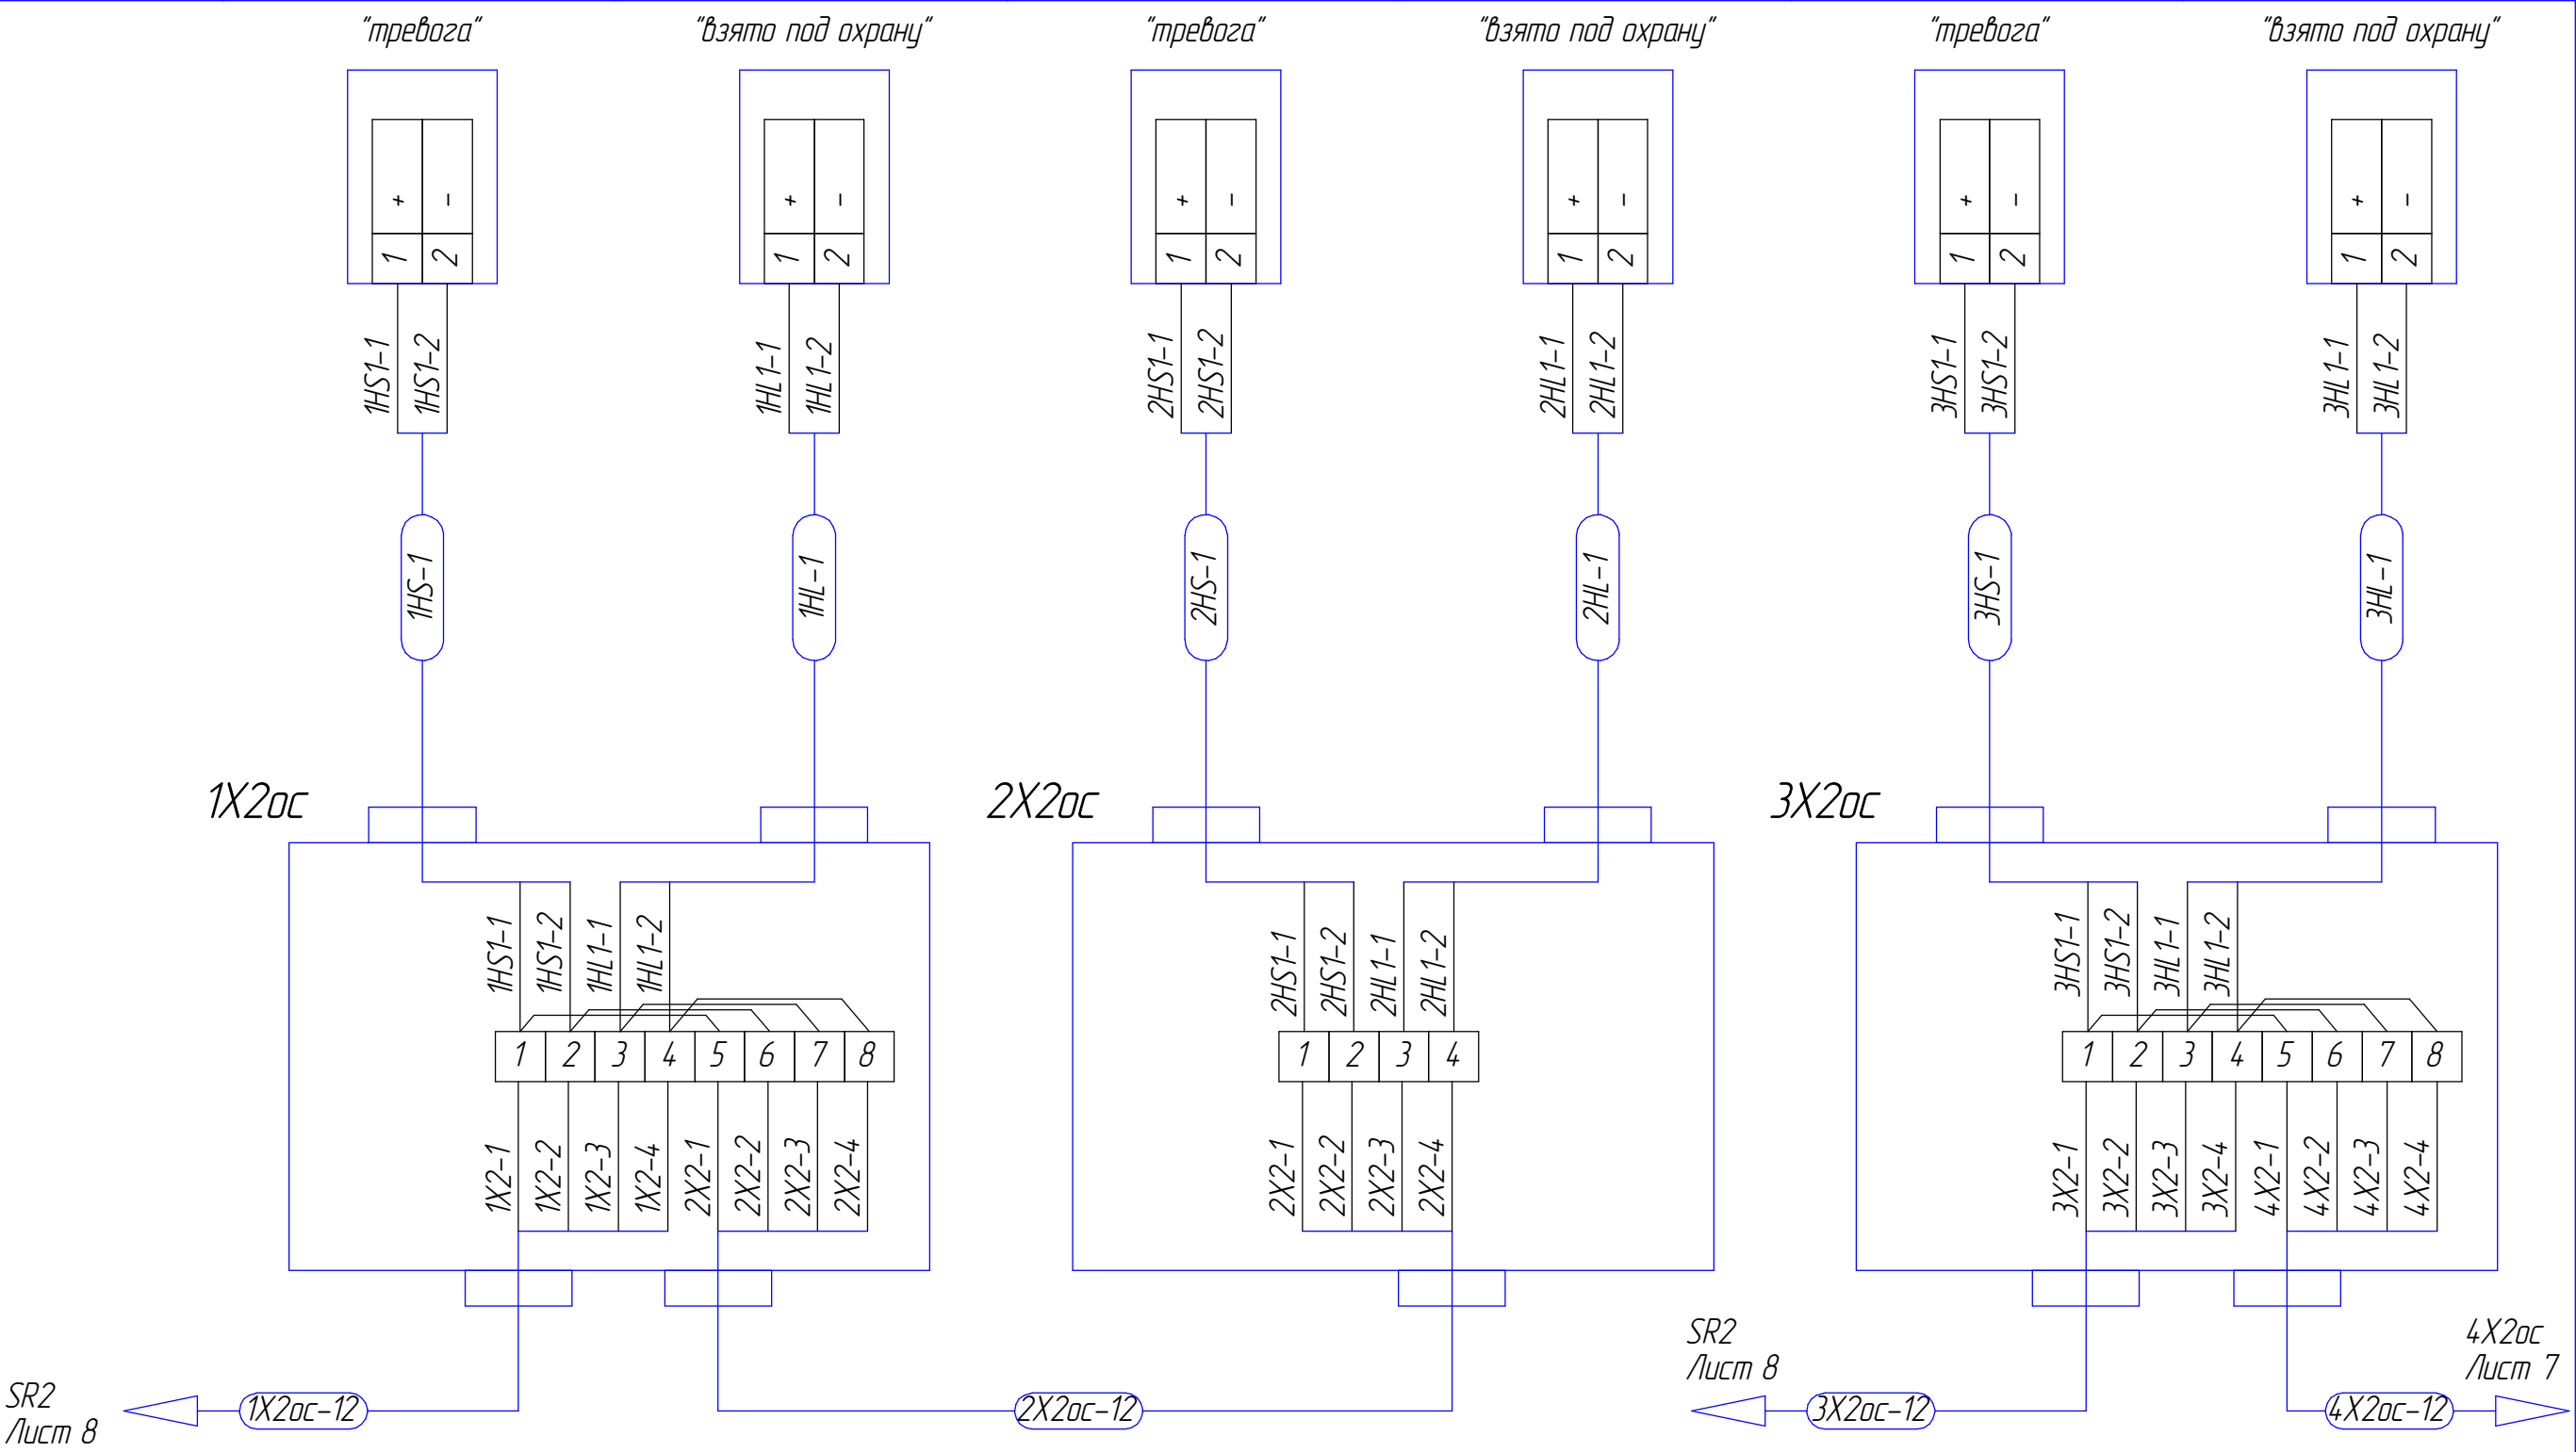 "тревога" "взято под охрану" "тревога" "взято под охрану" "тревога" "взято под охрану"
+ - + - + - + - + - + -
1 2 1 2 1 2 1 2 1 2 1 2
1HS1-1 1HS1-2 1HL1-1 1HL1-2 2HS1-1 2HS1-2 2HL1-1 2HL1-2 3HS1-1 3HS1-2 3HL1-1 3HL1-2
1HS-1 1HL-1 2HS-1 2HL-1 3HS-1 3HL-1
1X2ос 2X2ос 3X2ос
1HS1-1 1HS1-2 1HL1-1 1HL1-2 2HS1-1 2HS1-2 2HL1-1 2HL1-2 3HS1-1 3HS1-2 3HL1-1 3HL1-2
1 2 3 4 5 6 7 8 1 2 3 4 1 2 3 4 5 6 7 8
1X2-1 1X2-2 1X2-3 1X2-4 2X2-1 2X2-2 2X2-3 2X2-4 2X2-1 2X2-2 2X2-3 2X2-4 3X2-1 3X2-2 3X2-3 3X2-4 4X2-1 4X2-2 4X2-3 4X2-4
SR2
Лист 8
1X2ос-12
2X2ос-12
SR2
Лист 8
3X2ос-12
4X2ос
Лист 7
4X2ос-12